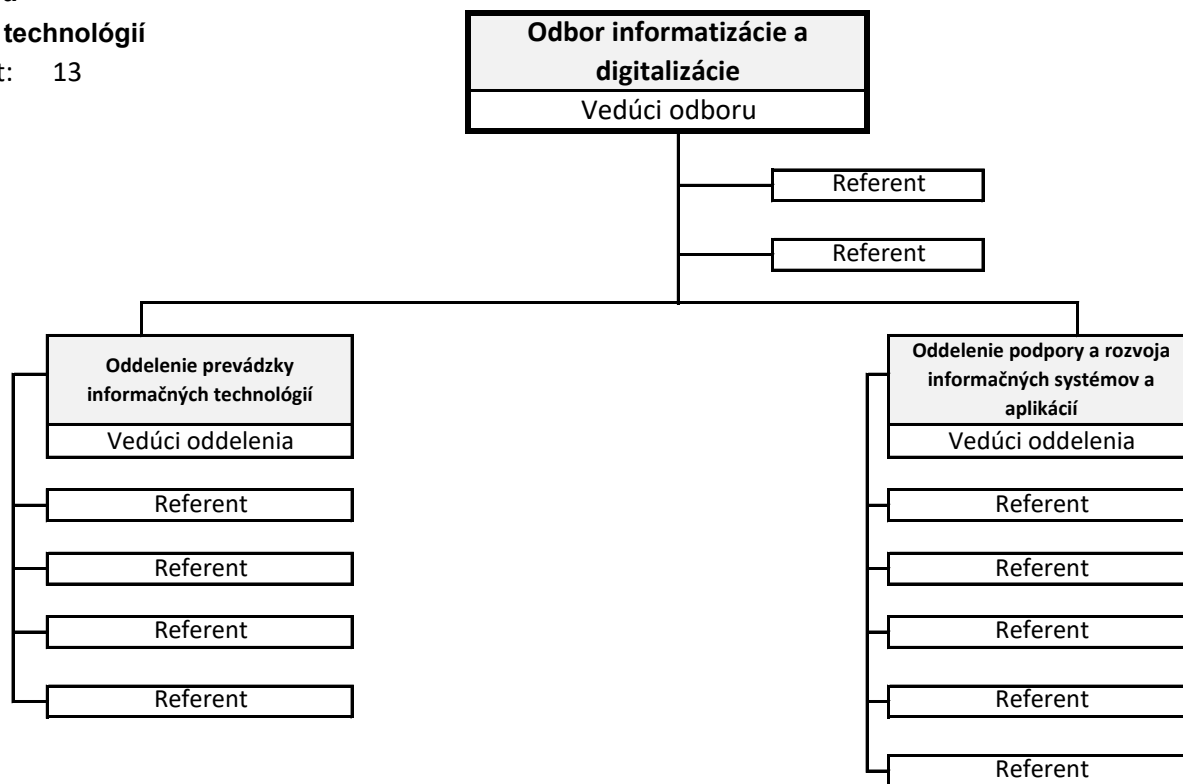 technológií
13
Odbor informatizácie a
digitalizácie
Vedúci odboru
Referent
Referent
Oddelenie prevádzky
informačných technológií
Vedúci oddelenia
Referent
Referent
Referent
Referent
Oddelenie podpory a rozvoja
informačných systémov a
aplikácií
Vedúci oddelenia
Referent
Referent
Referent
Referent
Referent